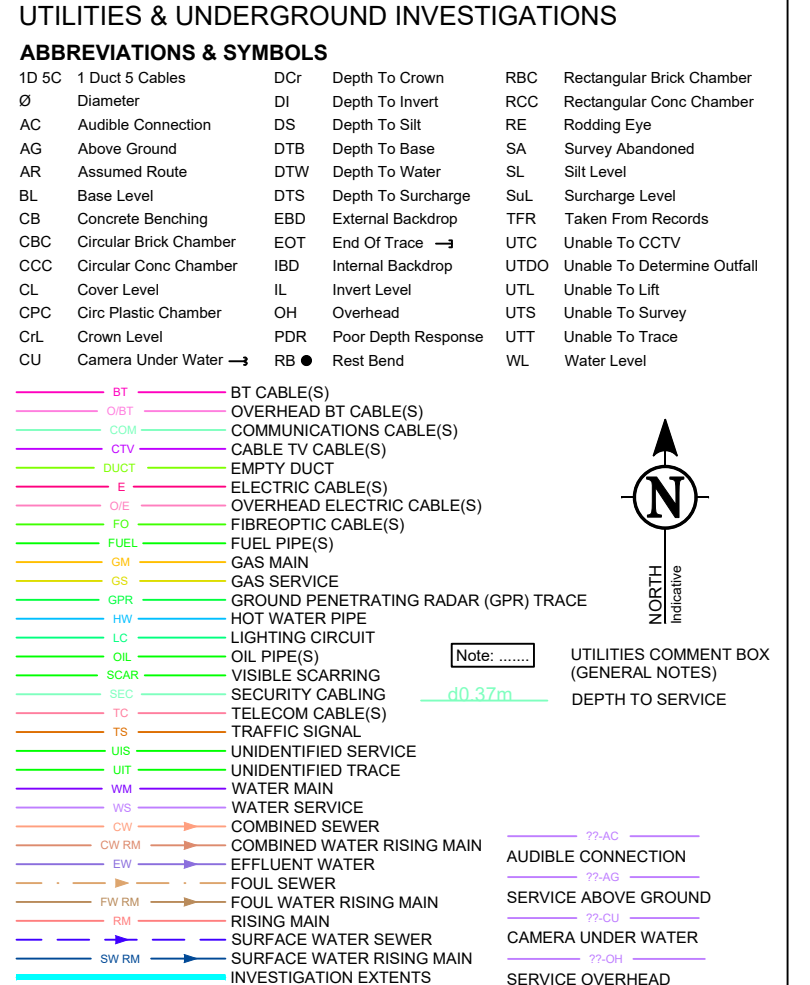 UTILITIES & UNDERGROUND INVESTIGATIONS
ABBREVIATIONS & SYMBOLS
1D 5C 1 Duct 5 Cables
Ø Diameter
AC Audible Connection
AG Above Ground
AR Assumed Route
BL Base Level
CB Concrete Benching
CBC Circular Brick Chamber
CCC Circular Conc Chamber
CL Cover Level
CPC Circ Plastic Chamber
CrL Crown Level
CU Camera Under Water
DCr Depth To Crown
DI Depth To Invert
DS Depth To Silt
DTB Depth To Base
DTW Depth To Water
DTS Depth To Surcharge
EBD External Backdrop
EOT End Of Trace
IBD Internal Backdrop
IL Invert Level
OH Overhead
PDR Poor Depth Response
RB Rest Bend
RBC Rectangular Brick Chamber
RCC Rectangular Conc Chamber
RE Rodding Eye
SA Survey Abandoned
SL Silt Level
SuL Surcharge Level
TFR Taken From Records
UTC Unable To CCTV
UTDO Unable To Determine Outfall
UTL Unable To Lift
UTS Unable To Survey
UTT Unable To Trace
WL Water Level
BT BT CABLE(S)
O/BT OVERHEAD BT CABLE(S)
COM COMMUNICATIONS CABLE(S)
CTV CABLE TV CABLE(S)
DUCT EMPTY DUCT
E ELECTRIC CABLE(S)
O/E OVERHEAD ELECTRIC CABLE(S)
FO FIBREOPTIC CABLE(S)
FUEL FUEL PIPE(S)
GM GAS MAIN
GS GAS SERVICE
GPR GROUND PENETRATING RADAR (GPR) TRACE
HW HOT WATER PIPE
LC LIGHTING CIRCUIT
OIL OIL PIPE(S)
SCAR VISIBLE SCARRING
SEC SECURITY CABLING
TC TELECOM CABLE(S)
TS TRAFFIC SIGNAL
UIS UNIDENTIFIED SERVICE
UIT UNIDENTIFIED TRACE
WM WATER MAIN
WS WATER SERVICE
CW COMBINED SEWER
CW RM COMBINED WATER RISING MAIN
EW EFFLUENT WATER
FOUL SEWER
FW RM FOUL WATER RISING MAIN
RM RISING MAIN
SURFACE WATER SEWER
SW RM SURFACE WATER RISING MAIN
INVESTIGATION EXTENTS
N
NORTH
Indicative
Note: ....... UTILITIES COMMENT BOX
(GENERAL NOTES)
d0.37m DEPTH TO SERVICE
??-AC
AUDIBLE CONNECTION
??-AG
SERVICE ABOVE GROUND
??-CU
CAMERA UNDER WATER
??-OH
SERVICE OVERHEAD